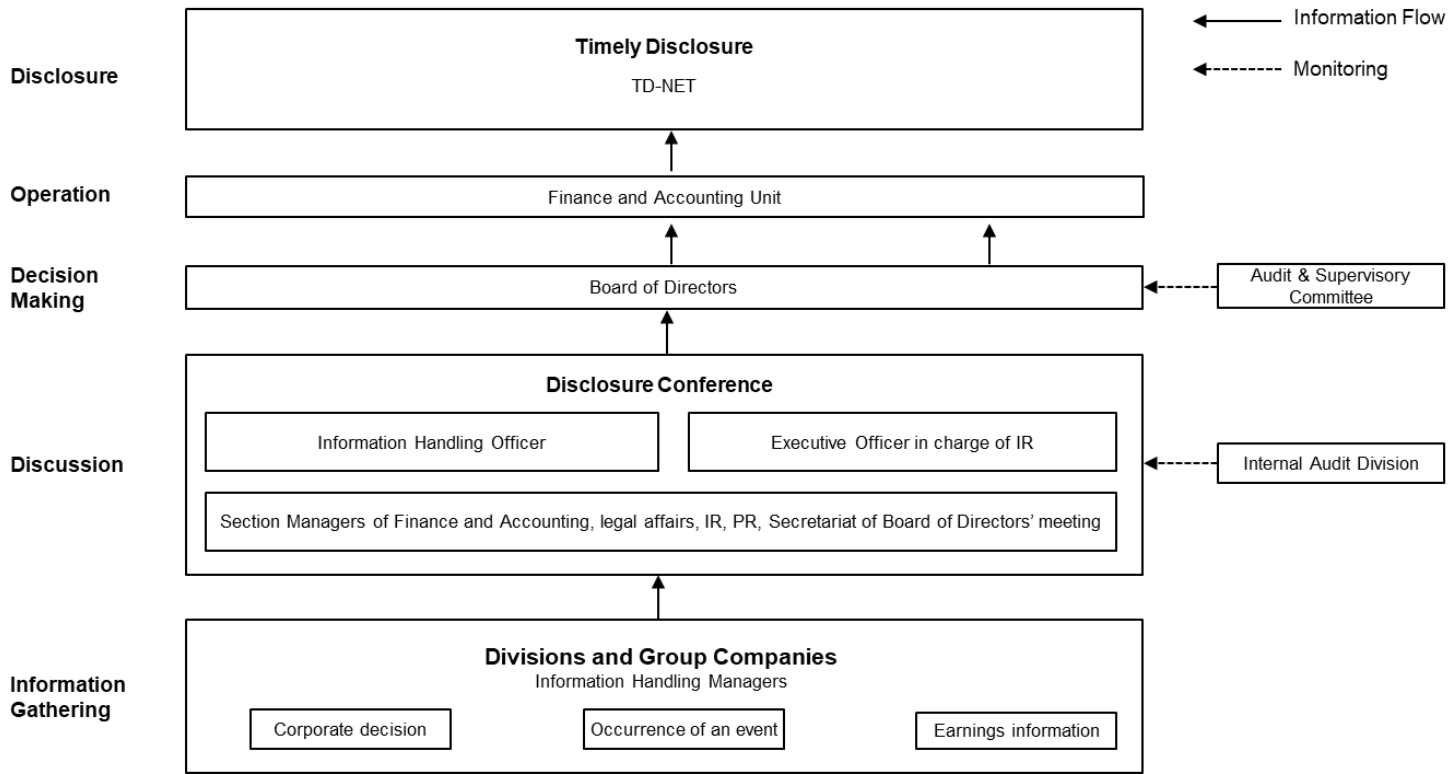 Information Flow
Monitoring
Disclosure
Timely Disclosure
TD-NET
Operation
Finance and Accounting Unit
Decision
Making
Board of Directors
Audit & Supervisory
Committee
Discussion
Disclosure Conference
Information Handling Officer
Executive Officer in charge of IR
Section Managers of Finance and Accounting, legal affairs, IR, PR, Secretariat of Board of Directors’ meeting
Internal Audit Division
Information
Gathering
Divisions and Group Companies
Information Handling Managers
Corporate decision
Occurrence of an event
Earnings information